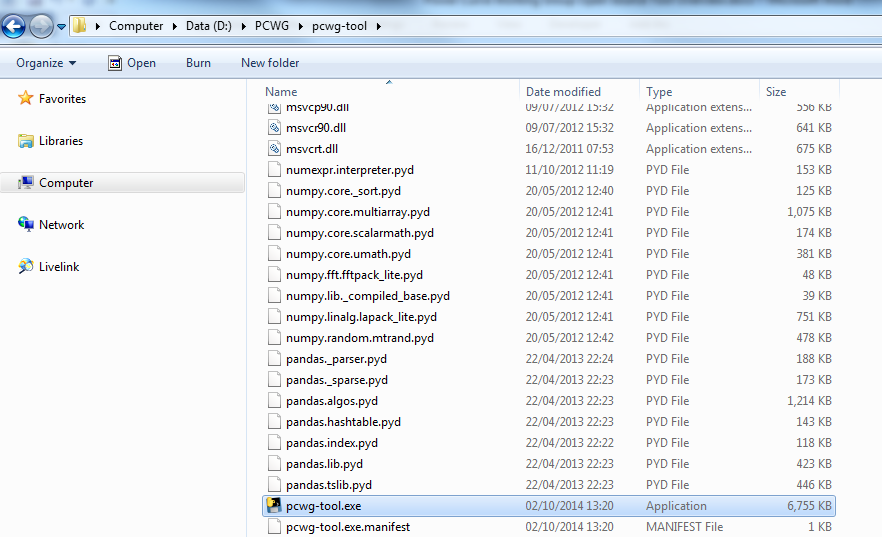 Computer Data (D:) PCWG pcwg-tool
Organize Open Burn New folder
Favorites
Libraries
Computer
Network
Livelink
Name Date modified Type Size
msvcp90.dll 09/07/2012 15:32 Application extens... 556 KB
msvcr90.dll 09/07/2012 15:32 Application extens... 641 KB
msvcrt.dll 16/12/2011 07:53 Application extens... 675 KB
numexpr.interpreter.pyd 11/10/2012 11:19 PYD File 153 KB
numpy.core._sort.pyd 20/05/2012 12:40 PYD File 125 KB
numpy.core.multiarray.pyd 20/05/2012 12:41 PYD File 1,075 KB
numpy.core.scalarmath.pyd 20/05/2012 12:41 PYD File 174 KB
numpy.core.umath.pyd 20/05/2012 12:41 PYD File 381 KB
numpy.fft.fftpack_lite.pyd 20/05/2012 12:41 PYD File 48 KB
numpy.lib._compiled_base.pyd 20/05/2012 12:41 PYD File 39 KB
numpy.linalg.lapack_lite.pyd 20/05/2012 12:41 PYD File 751 KB
numpy.random.mtrand.pyd 20/05/2012 12:42 PYD File 478 KB
pandas._parser.pyd 22/04/2013 22:24 PYD File 188 KB
pandas._sparse.pyd 22/04/2013 22:23 PYD File 173 KB
pandas.algos.pyd 22/04/2013 22:23 PYD File 1,214 KB
pandas.hashtable.pyd 22/04/2013 22:23 PYD File 143 KB
pandas.index.pyd 22/04/2013 22:22 PYD File 118 KB
pandas.lib.pyd 22/04/2013 22:23 PYD File 423 KB
pandas.tslib.pyd 22/04/2013 22:23 PYD File 446 KB
pcwg-tool.exe 02/10/2014 13:20 Application 6,755 KB
pcwg-tool.exe.manifest 02/10/2014 13:20 MANIFEST File 1 KB